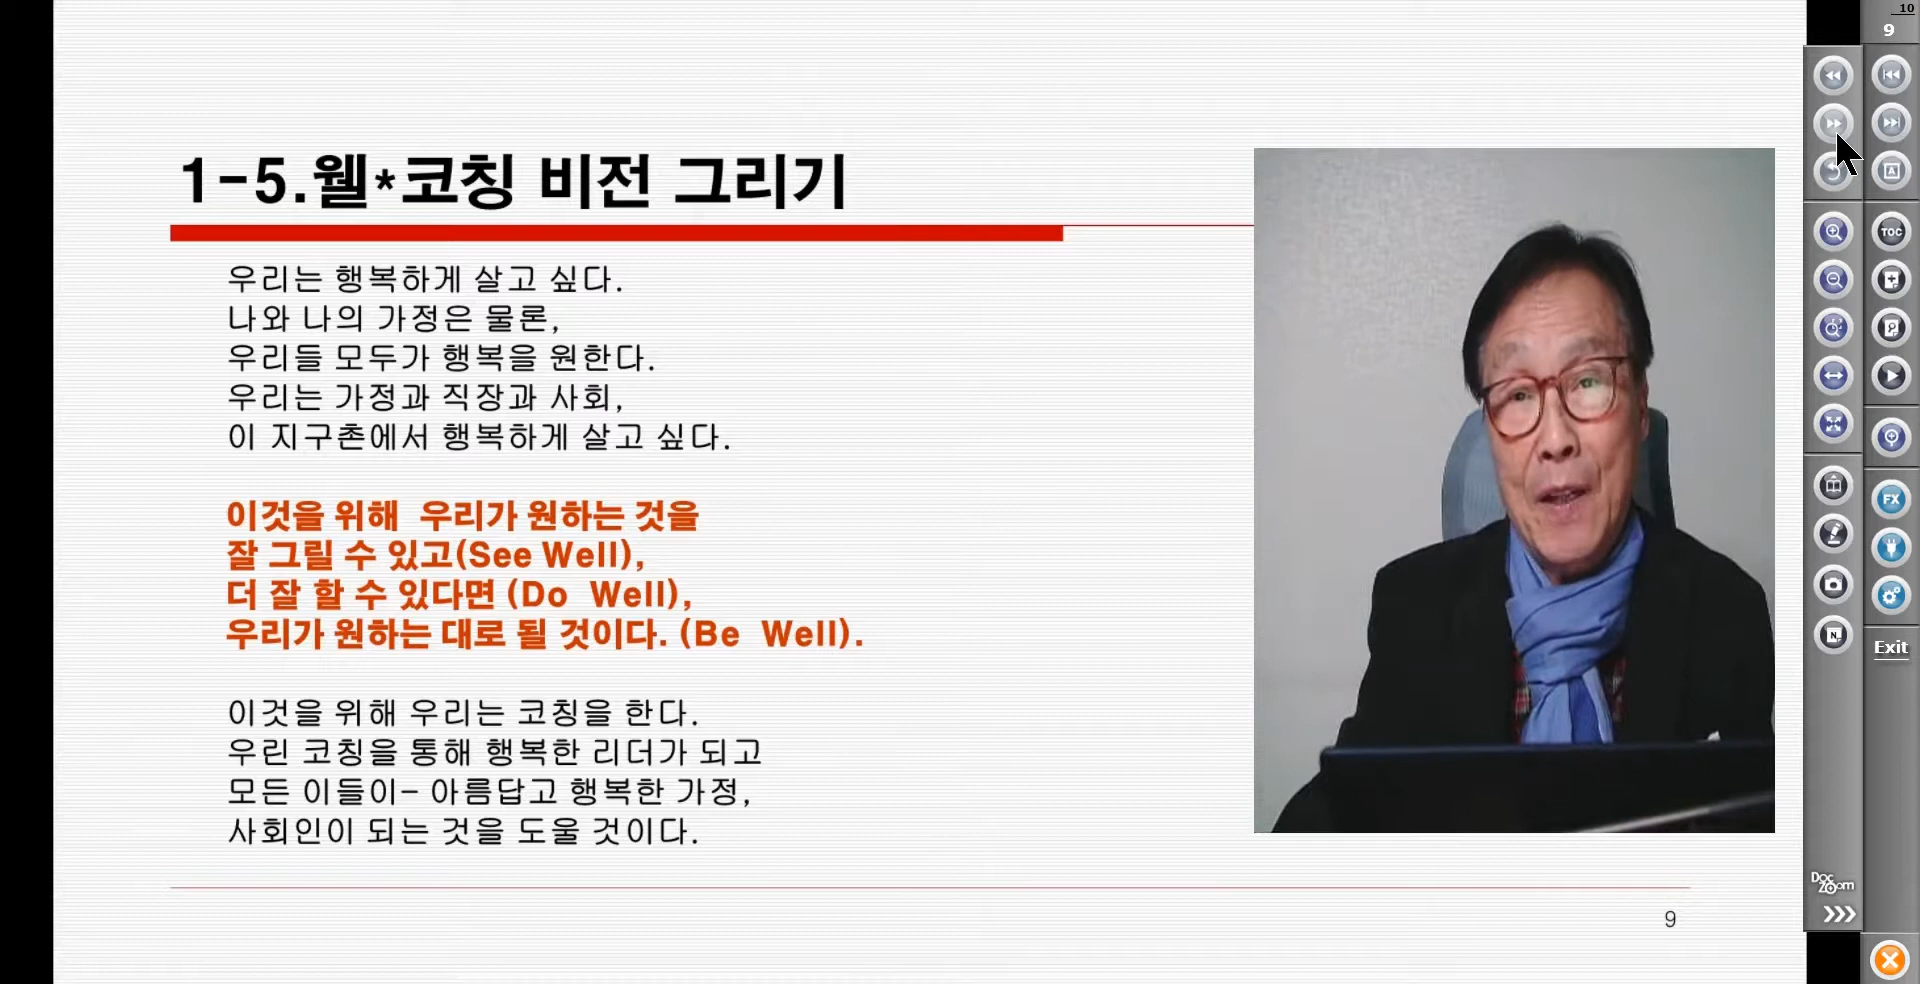 1-5.웰*코칭 비전 그리기
우리는 행복하게 살고 싶다.
나와 나의 가정은 물론,
우리들 모두가 행복을 원한다.
우리는 가정과 직장과 사회,
이 지구촌에서 행복하게 살고 싶다.
이것을 위해 우리가 원하는 것을
잘 그릴 수 있고(See Well),
더 잘 할 수 있다면 (Do Well),
우리가 원하는 대로 될 것이다. (Be Well).
이것을 위해 우리는 코칭을 한다.
우린 코칭을 통해 행복한 리더가 되고
모든 이들이- 아름답고 행복한 가정,
사회인이 되는 것을 도울 것이다.
9
10
9
A
TOC
FX
N
Exit
DocZoom